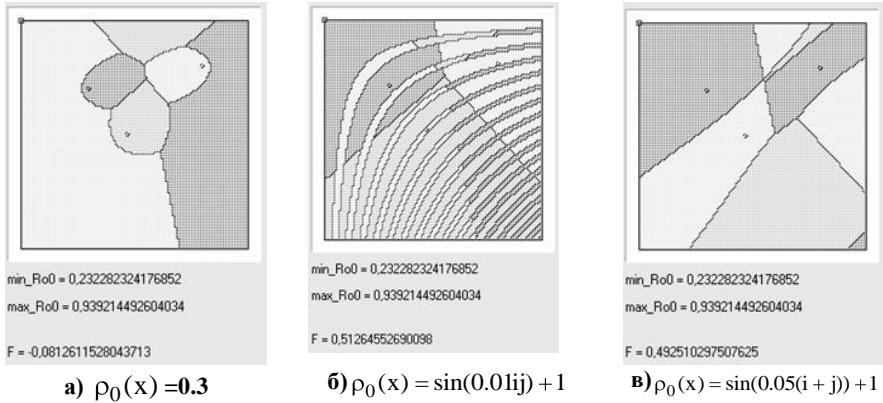 min_Ro0 = 0,232282324176852
max_Ro0 = 0,939214492604034
F = -0,0812611528043713
а) ρ₀(x) =0.3
min_Ro0 = 0,232282324176852
max_Ro0 = 0,939214492604034
F = 0,51264552690098
б) ρ₀(x) = sin(0.01ij) + 1
min_Ro0 = 0,232282324176852
max_Ro0 = 0,939214492604034
F = 0,492510297507625
в) ρ₀(x) = sin(0.05(i + j)) + 1